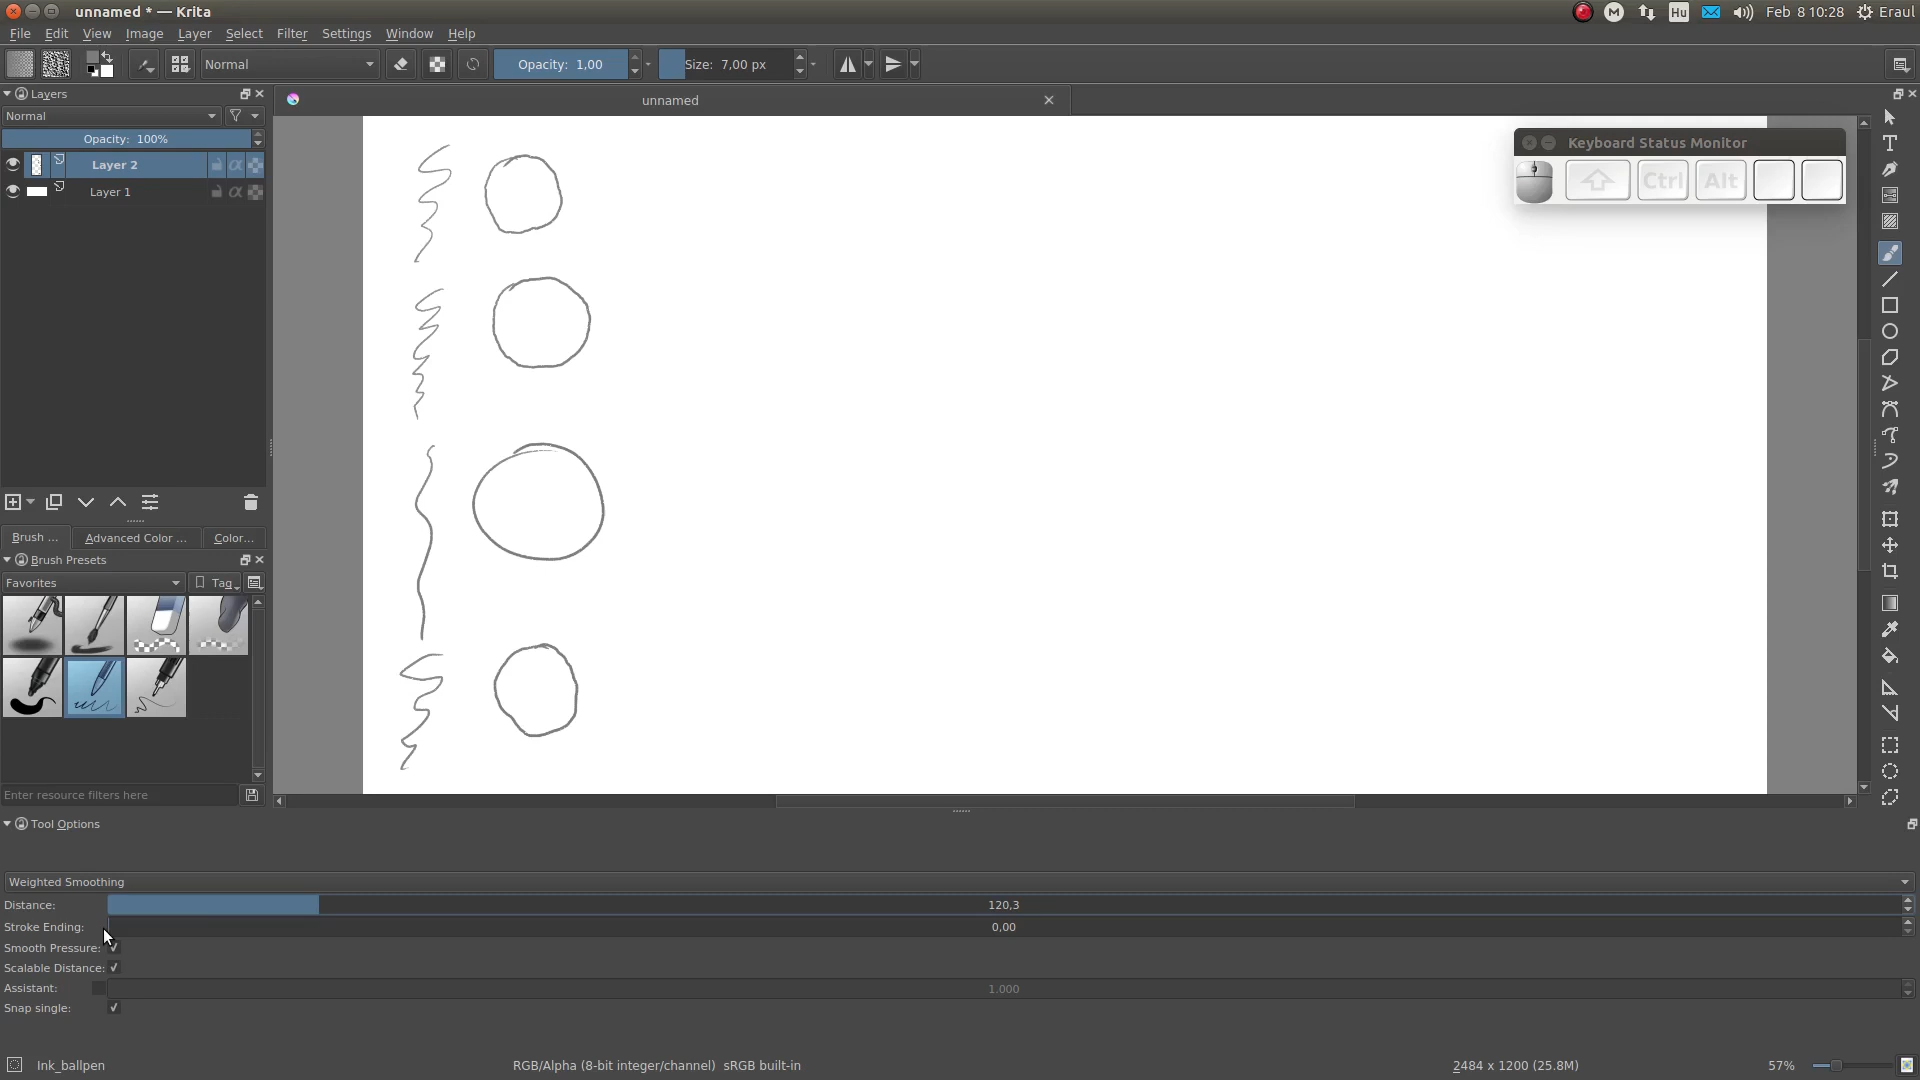 unnamed * — Krita
Hu
Feb 8 10:28
Eraul
File Edit View Image Layer Select Filter Settings Window Help
Normal
Opacity: 1,00
Size: 7,00 px
Layers
unnamed
Normal
Opacity: 100%
Layer 2
Layer 1
Keyboard Status Monitor
Ctrl
Alt
Brush ...
Advanced Color ...
Color...
Brush Presets
Favorites
Tag
Enter resource filters here
Tool Options
Weighted Smoothing
Distance: 120,3
Stroke Ending: 0,00
Smooth Pressure:
Scalable Distance:
Assistant: 1.000
Snap single:
Ink_ballpen
RGB/Alpha (8-bit integer/channel) sRGB built-in
2484 x 1200 (25.8M)
57%